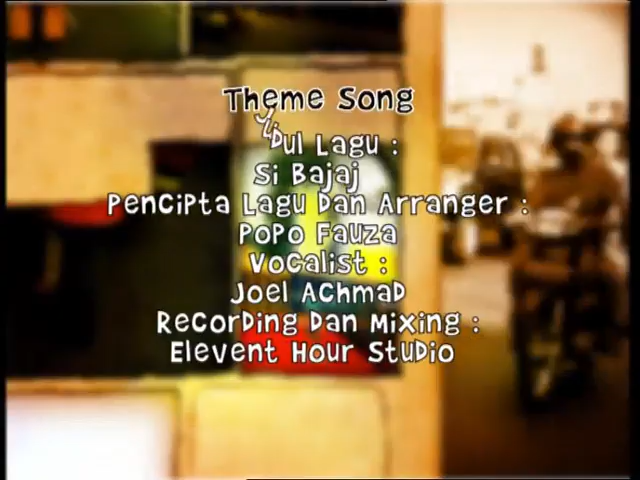 Theme Song
Judul Lagu :
Si Bajaj
Pencipta Lagu Dan Arranger :
Popo Fauza
Vocalist :
Joel Achmad
Recording Dan Mixing :
Elevent Hour Studio